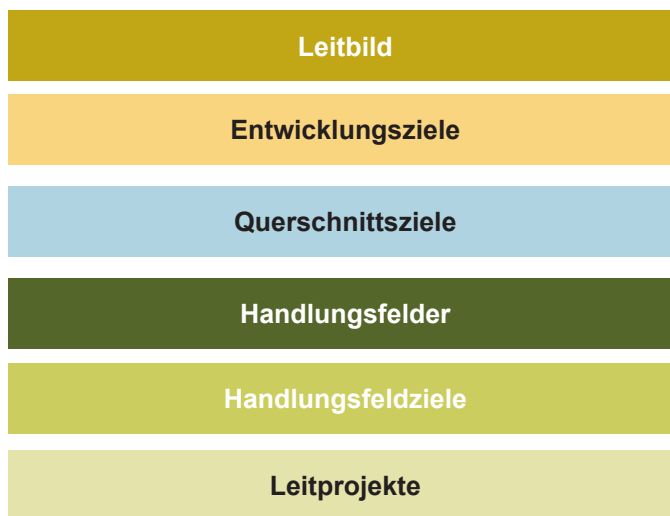 Leitbild
Entwicklungsziele
Querschnittsziele
Handlungsfelder
Handlungsfeldziele
Leitprojekte